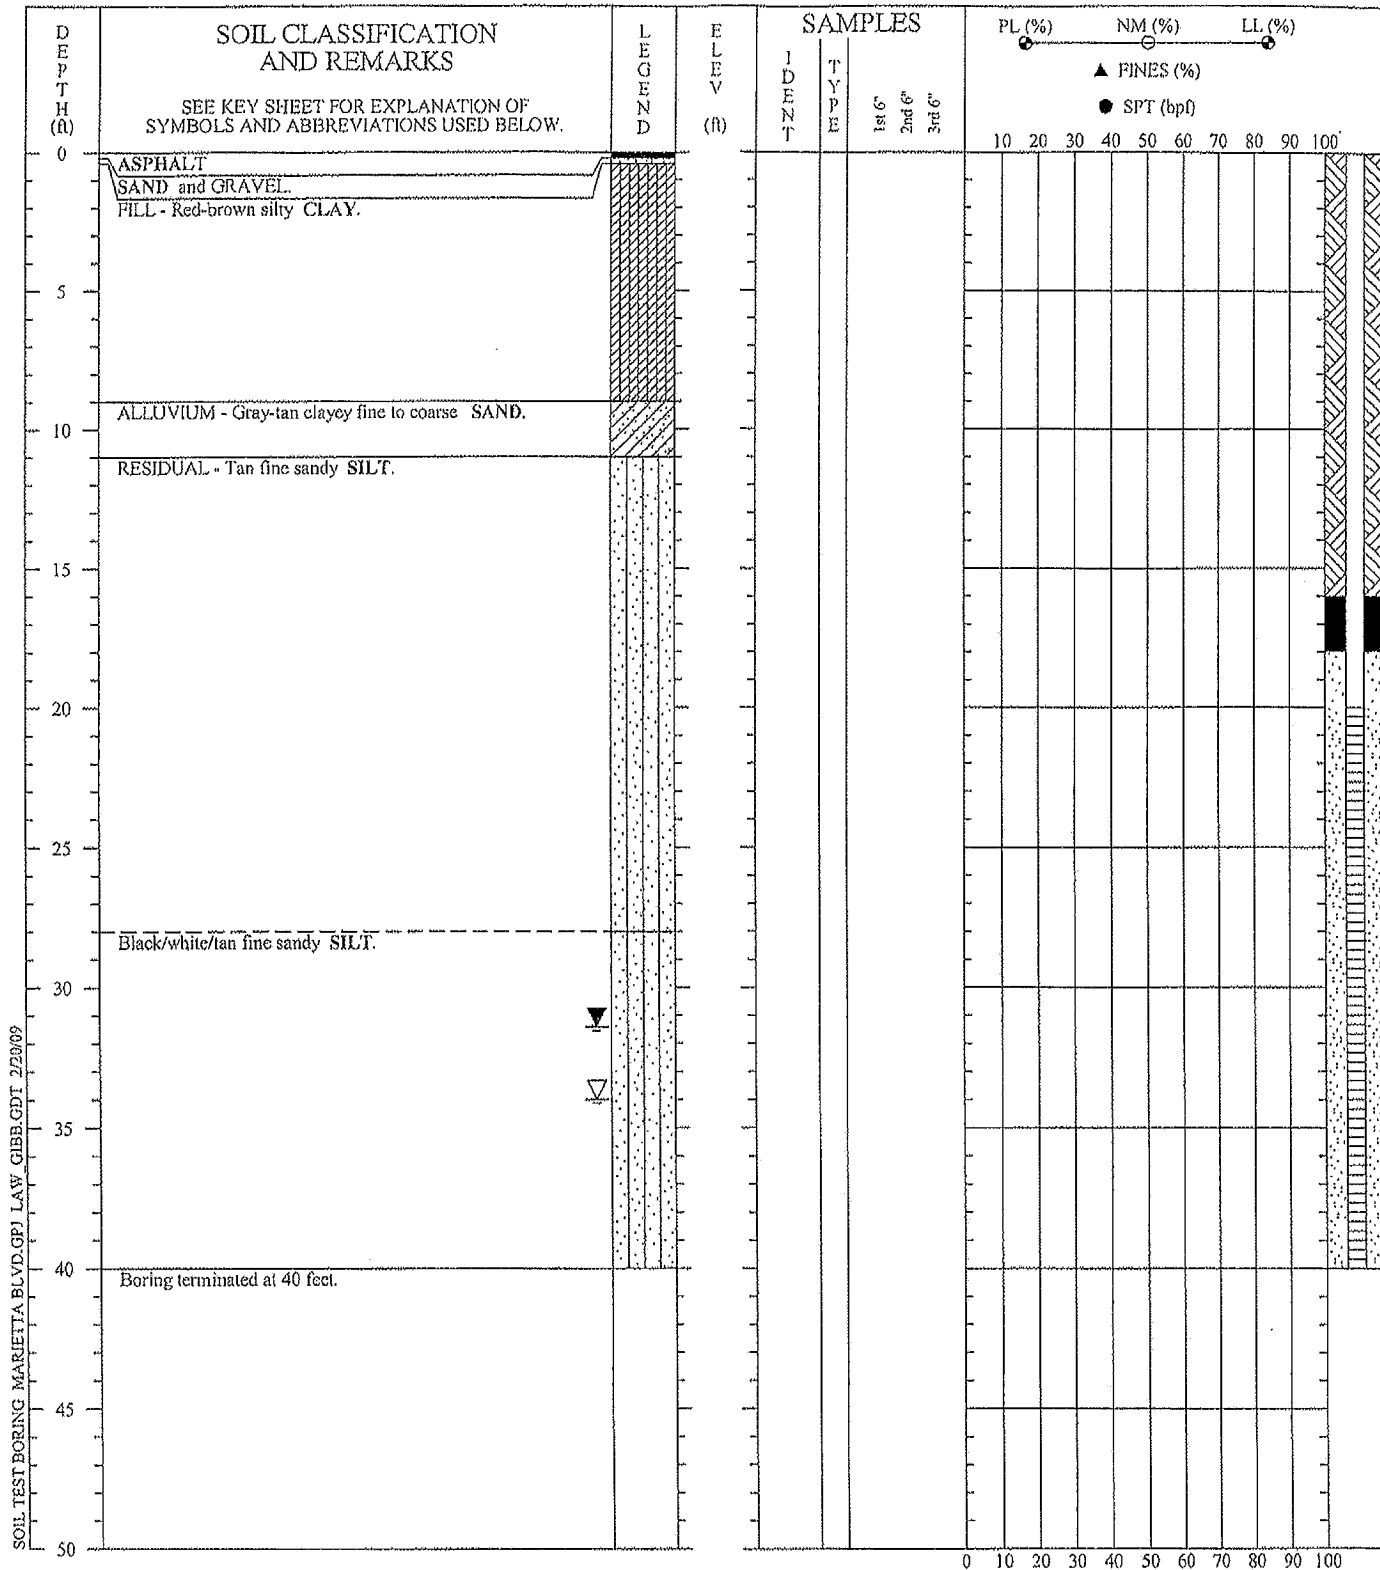 DEPTH (ft)
SOIL CLASSIFICATION
AND REMARKS
SEE KEY SHEET FOR EXPLANATION OF
SYMBOLS AND ABBREVIATIONS USED BELOW.
LEGEND
ELEV (ft)
SAMPLES
IDENT
TYPE
1st 6"
2nd 6"
3rd 6"
PL (%) NM (%) LL (%)
▲ FINES (%)
● SPT (bpf)
10 20 30 40 50 60 70 80 90 100
0
ASPHALT
SAND and GRAVEL.
FILL - Red-brown silty CLAY.
5
ALLUVIUM - Gray-tan clayey fine to coarse SAND.
10
RESIDUAL - Tan fine sandy SILT.
15
20
25
Black/white/tan fine sandy SILT.
30
35
40
Boring terminated at 40 feet.
45
50
0 10 20 30 40 50 60 70 80 90 100
SOIL TEST BORING MARIETTA BLVD.GPJ LAW_GIBB.GDT 2/20/09